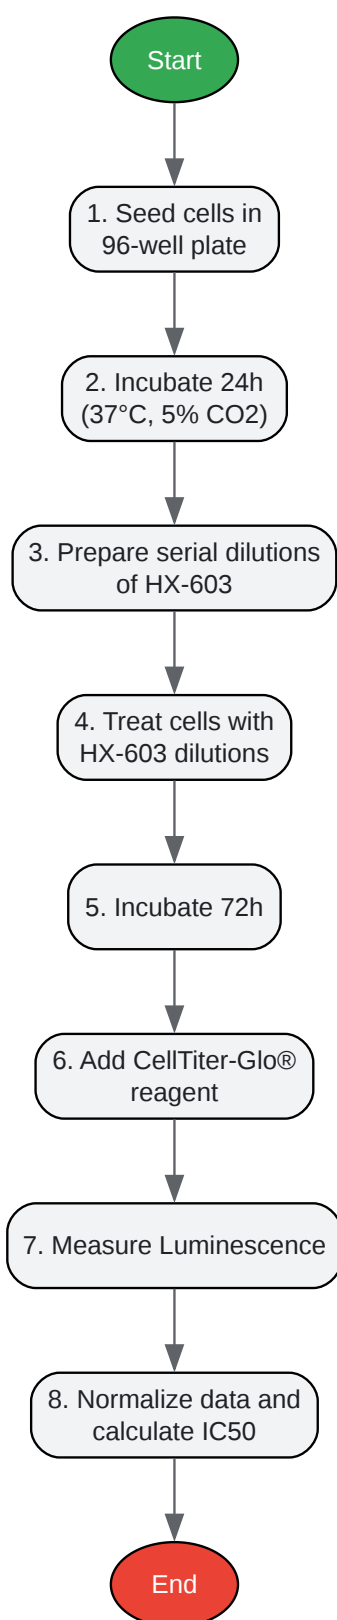 Start
1. Seed cells in
96-well plate
2. Incubate 24h
(37°C, 5% CO2)
3. Prepare serial dilutions
of HX-603
4. Treat cells with
HX-603 dilutions
5. Incubate 72h
6. Add CellTiter-Glo®
reagent
7. Measure Luminescence
8. Normalize data and
calculate IC50
End